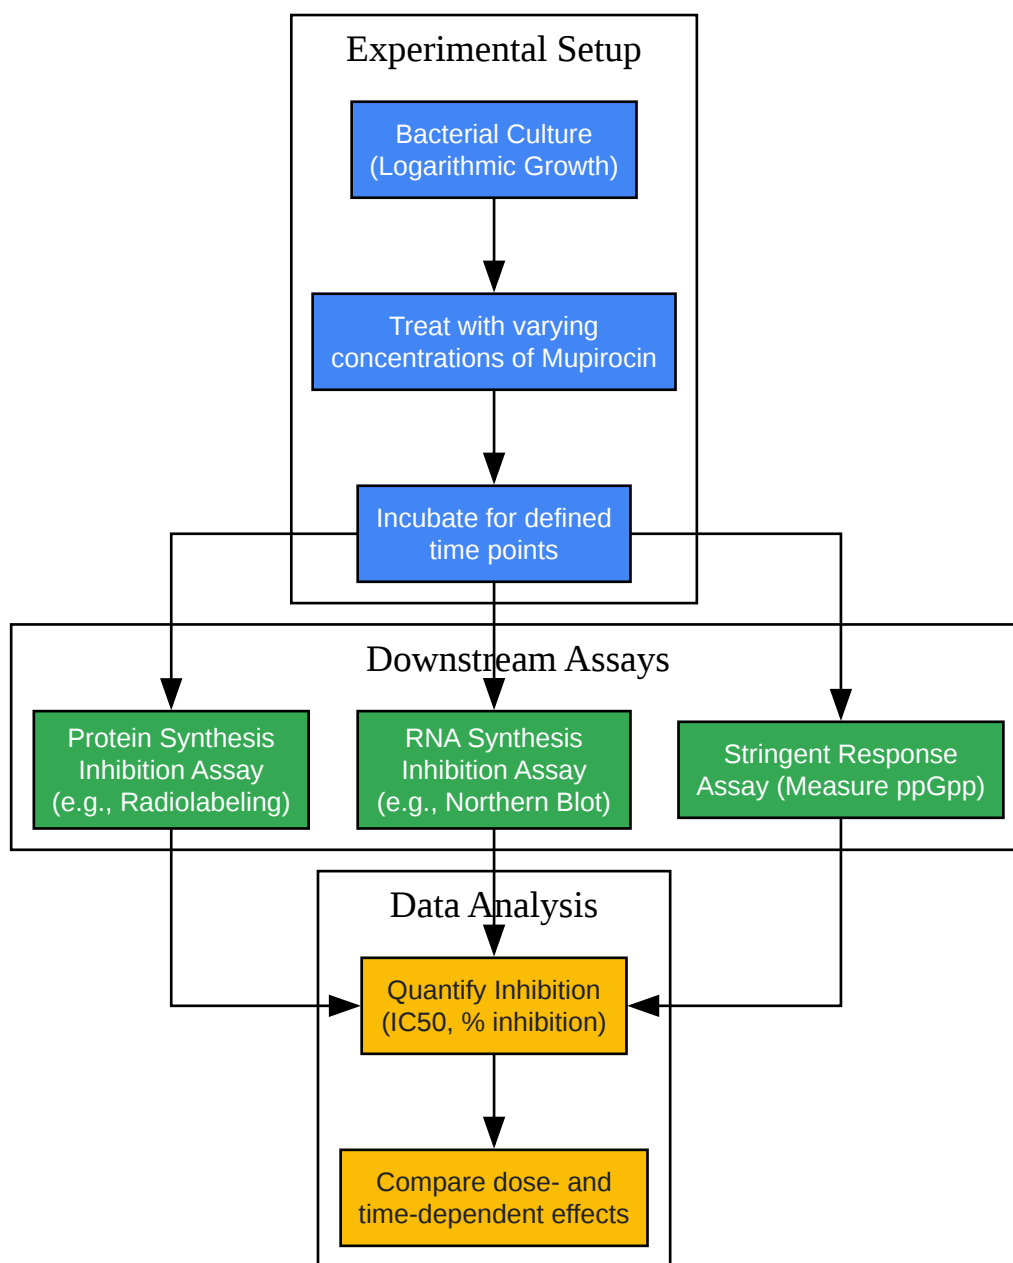 Experimental Setup
Bacterial Culture
(Logarithmic Growth)
Treat with varying
concentrations of Mupirocin
Incubate for defined
time points
Downstream Assays
Protein Synthesis
Inhibition Assay
(e.g., Radiolabeling)
RNA Synthesis
Inhibition Assay
(e.g., Northern Blot)
Stringent Response
Assay (Measure ppGpp)
Data Analysis
Quantify Inhibition
(IC50, % inhibition)
Compare dose- and
time-dependent effects